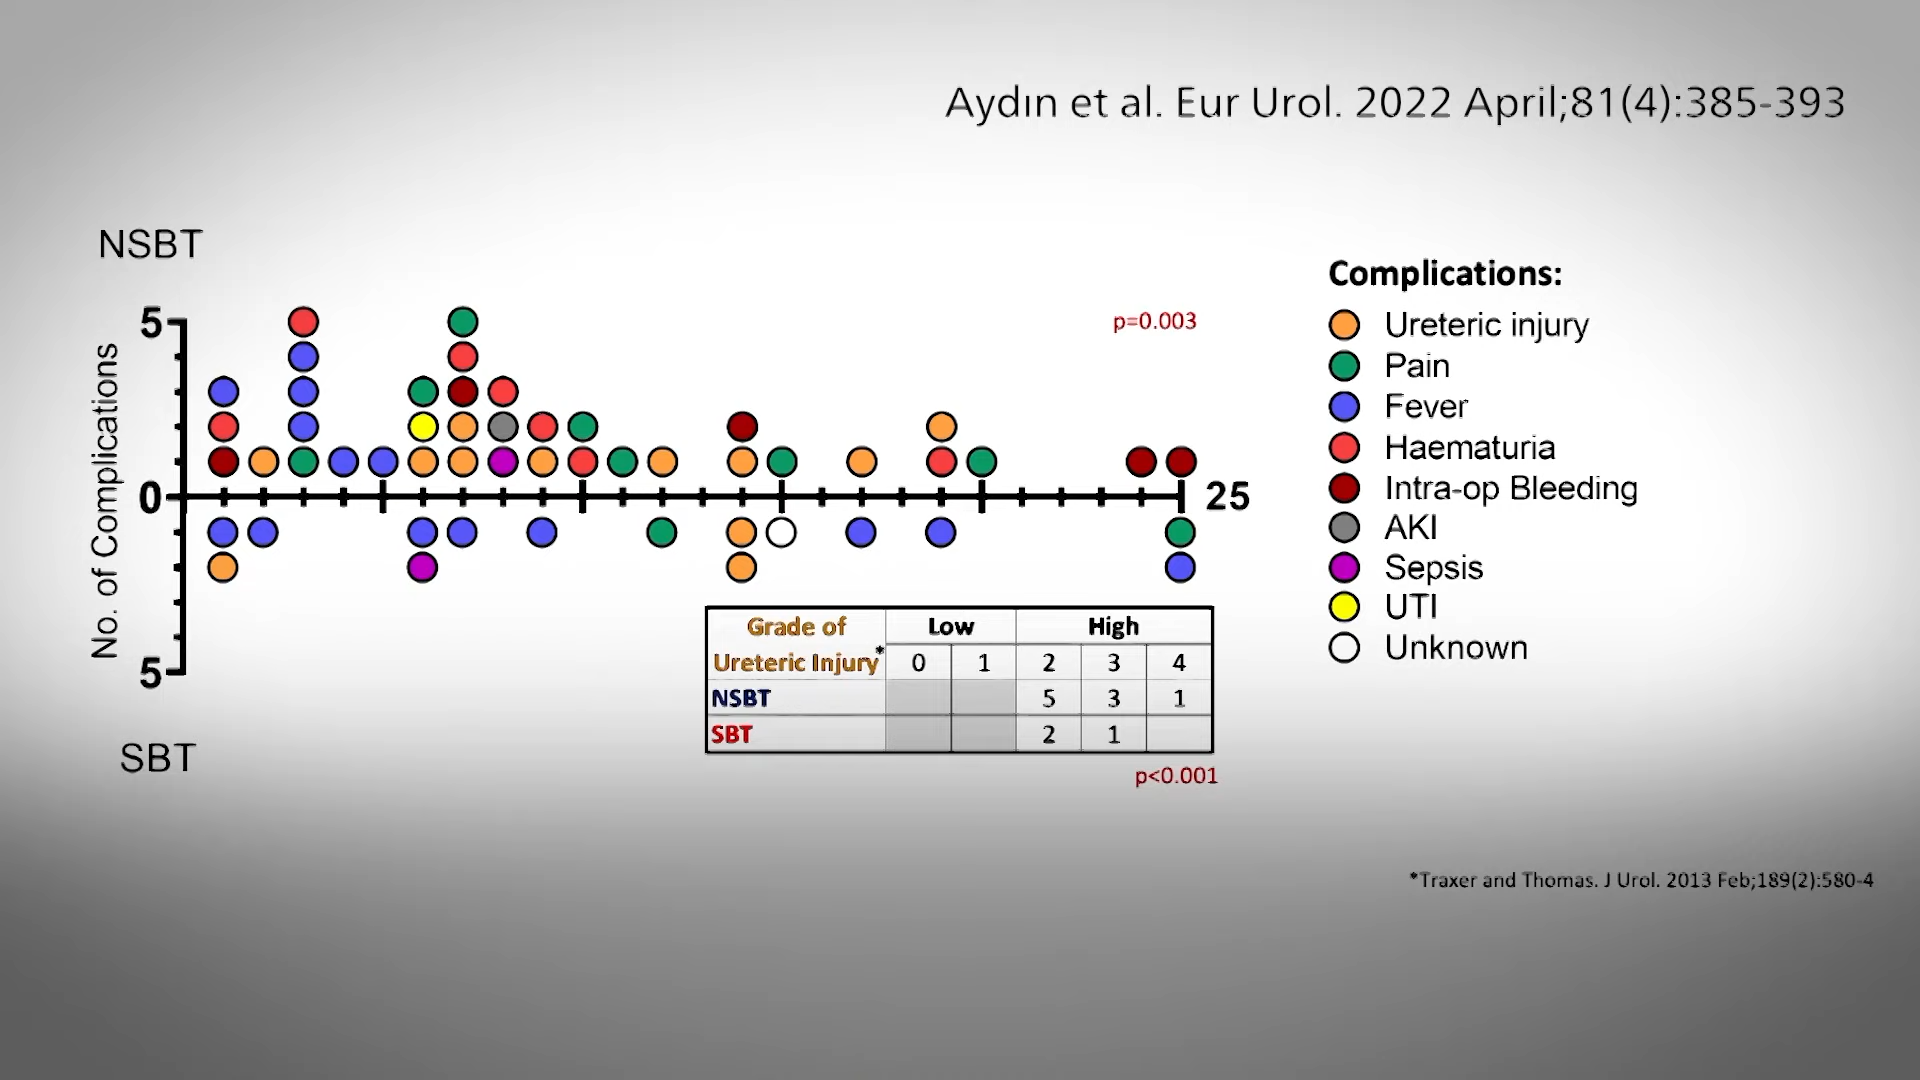 Aydın et al. Eur Urol. 2022 April;81(4):385-393
NSBT
5
0
5
No. of Complications
25
p=0.003
SBT
Complications:
Ureteric injury
Pain
Fever
Haematuria
Intra-op Bleeding
AKI
Sepsis
UTI
Unknown
Grade of Low High
Ureteric Injury* 0 1 2 3 4
NSBT 5 3 1
SBT 2 1
p<0.001
*Traxer and Thomas. J Urol. 2013 Feb;189(2):580-4